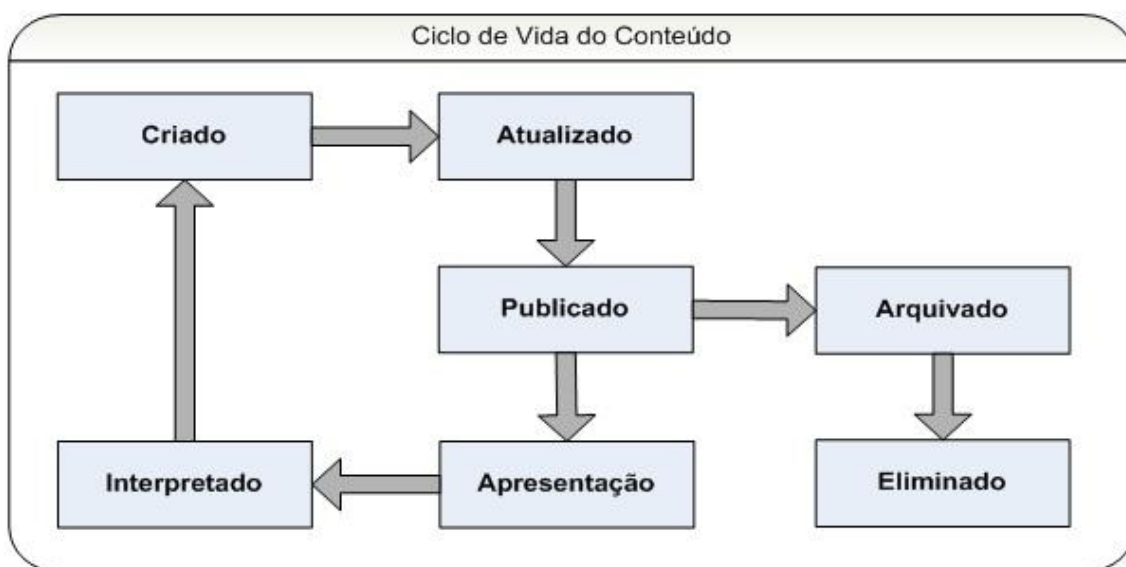 Ciclo de Vida do Conteúdo
Criado
Atualizado
Publicado
Arquivado
Interpretado
Apresentação
Eliminado